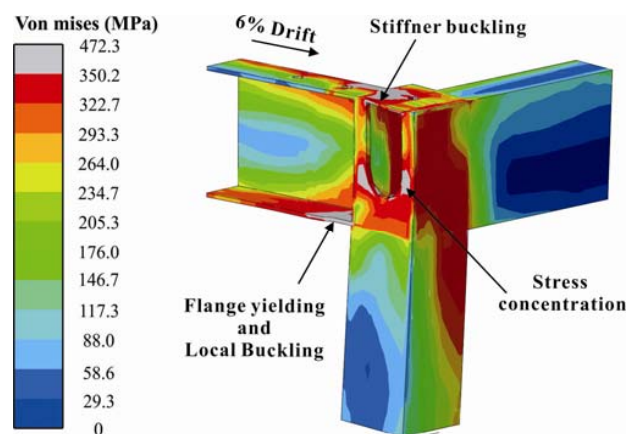 Von mises (MPa)
472.3
350.2
322.7
293.3
264.0
234.7
205.3
176.0
146.7
117.3
88.0
58.6
29.3
0
6% Drift
Stiffner buckling
Stress
concentration
Flange yielding
and
Local Buckling